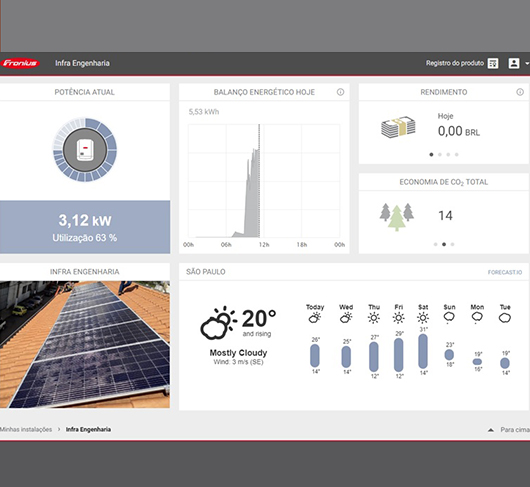 Fronius
Infra Engenharia
Registro do produto
POTÊNCIA ATUAL
3,12 kW
Utilização 63 %
BALANÇO ENERGÉTICO HOJE
5,53 kWh
00h 06h 12h 18h 00h
RENDIMENTO
Hoje
0,00 BRL
ECONOMIA DE CO₂ TOTAL
14
INFRA ENGENHARIA
SÃO PAULO
FORECAST.IO
20°
and rising
Mostly Cloudy
Wind: 3 m/s (SE)
Today Wed Thu Fri Sat Sun Mon Tue
26° 25° 27° 29° 31° 23° 19° 19°
14° 14° 12° 12° 14° 18° 16° 14°
Minhas instalações > Infra Engenharia
Para cima